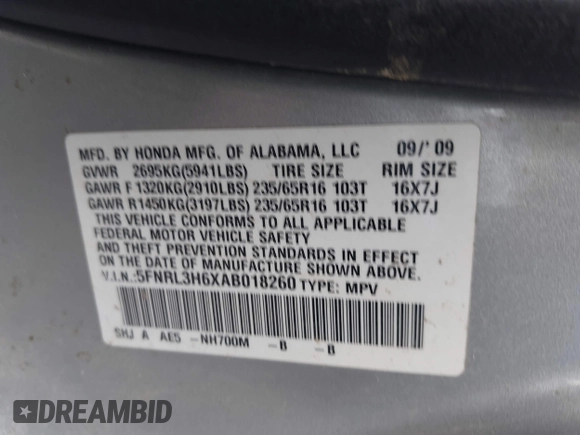 MFD. BY HONDA MFG. OF ALABAMA, LLC 09/'09
GVWR 2695KG(5941LBS) TIRE SIZE RIM SIZE
GAWR F 1320KG(2910LBS) 235/65R16 103T 16X7J
GAWR R1450KG(3197LBS) 235/65R16 103T 16X7J
THIS VEHICLE CONFORMS TO ALL APPLICABLE
FEDERAL MOTOR VEHICLE SAFETY
AND THEFT PREVENTION STANDARDS IN EFFECT
ON THE DATE OF MANUFACTURE SHOWN ABOVE.
V.I.N.:5FNRL3H6XAB018260 TYPE: MPV
SHJ A AE5 -NH700M -B -B
DREAMBID